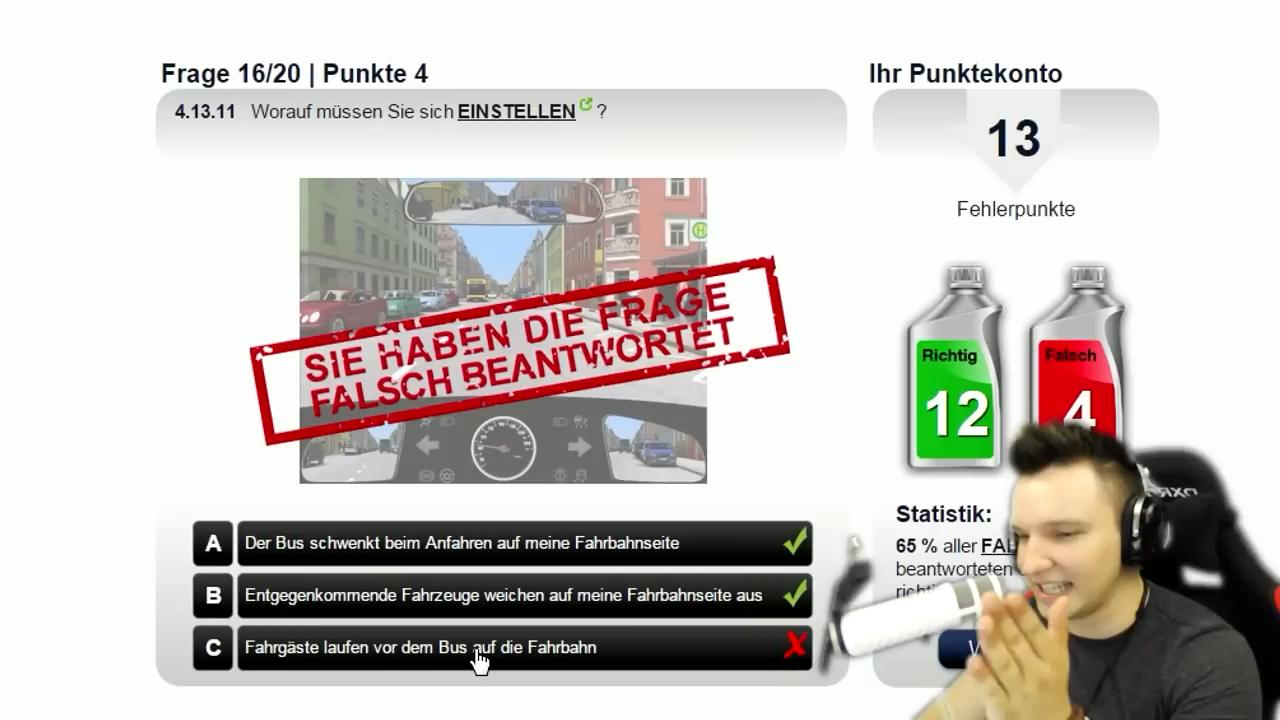 Frage 16/20 | Punkte 4
4.13.11 Worauf müssen Sie sich EINSTELLEN ?
H
SIE HABEN DIE FRAGE
FALSCH BEANTWORTET
A Der Bus schwenkt beim Anfahren auf meine Fahrbahnseite
B Entgegenkommende Fahrzeuge weichen auf meine Fahrbahnseite aus
C Fahrgäste laufen vor dem Bus auf die Fahrbahn
Ihr Punktekonto
13
Fehlerpunkte
Richtig
12
Falsch
4
Statistik:
65 % aller
beantworteten